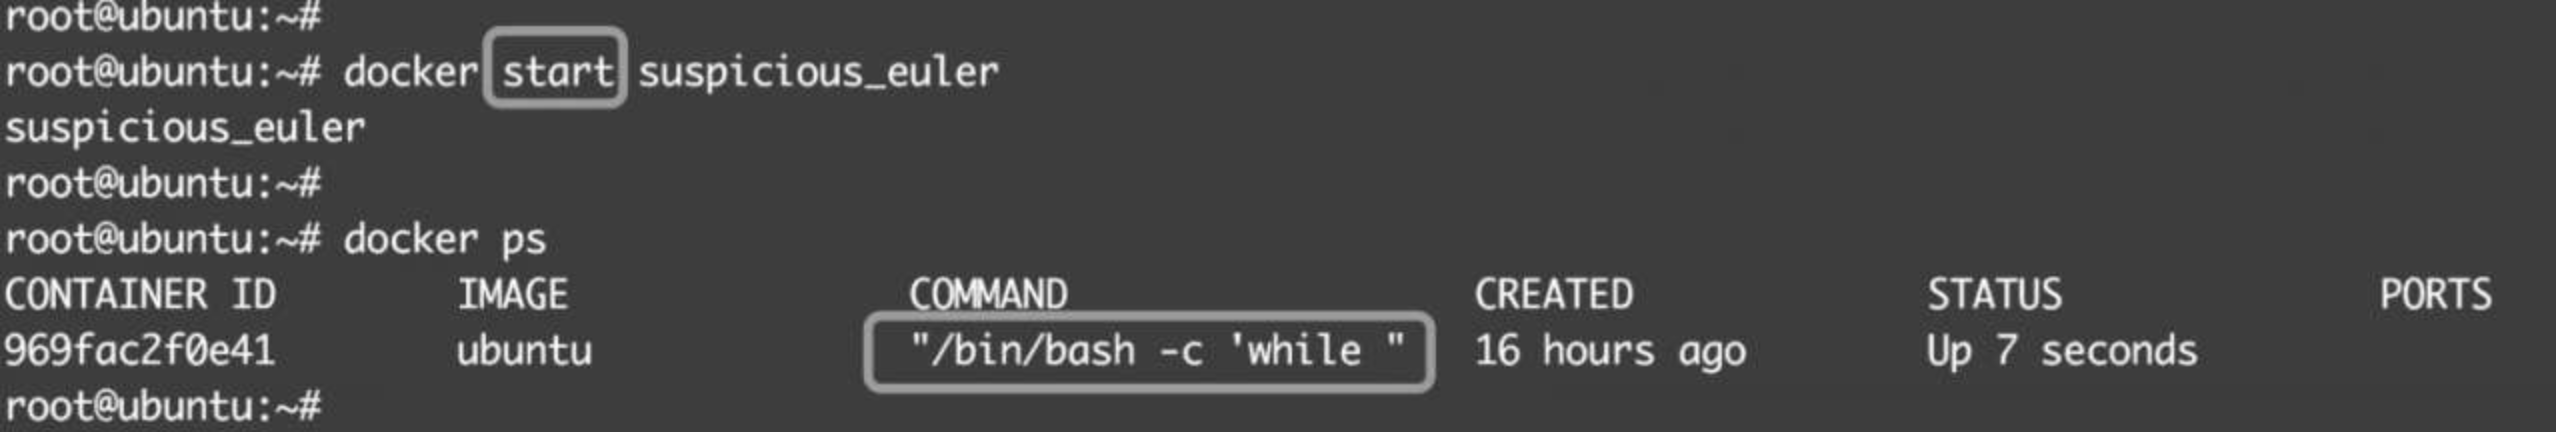 root@ubuntu:~#
root@ubuntu:~# docker start suspicious_euler
suspicious_euler
root@ubuntu:~#
root@ubuntu:~# docker ps
CONTAINER ID IMAGE COMMAND CREATED STATUS PORTS
969fac2f0e41 ubuntu "/bin/bash -c 'while " 16 hours ago Up 7 seconds
root@ubuntu:~#